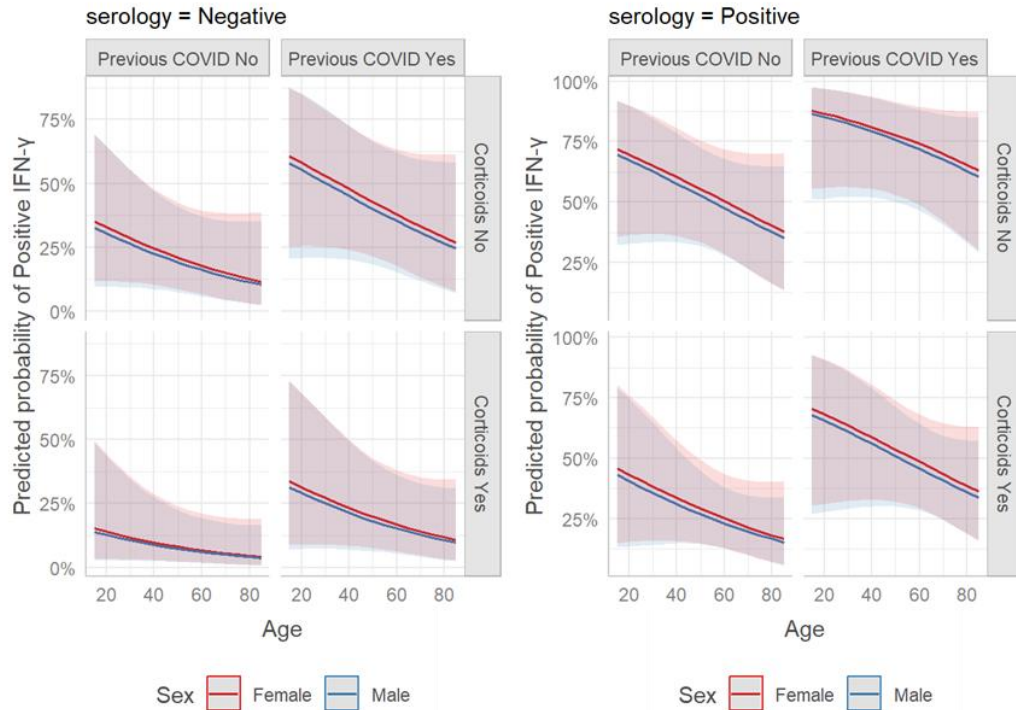 serology = Negative
Previous COVID No
Previous COVID Yes
Predicted probability of Positive IFN-γ
75%
50%
25%
0%
Corticoids No
75%
50%
25%
0%
Corticoids Yes
20 40 60 80
20 40 60 80
Age
Sex Female Male
serology = Positive
Previous COVID No
Previous COVID Yes
Predicted probability of Positive IFN-γ
100%
75%
50%
25%
Corticoids No
100%
75%
50%
25%
Corticoids Yes
20 40 60 80
20 40 60 80
Age
Sex Female Male